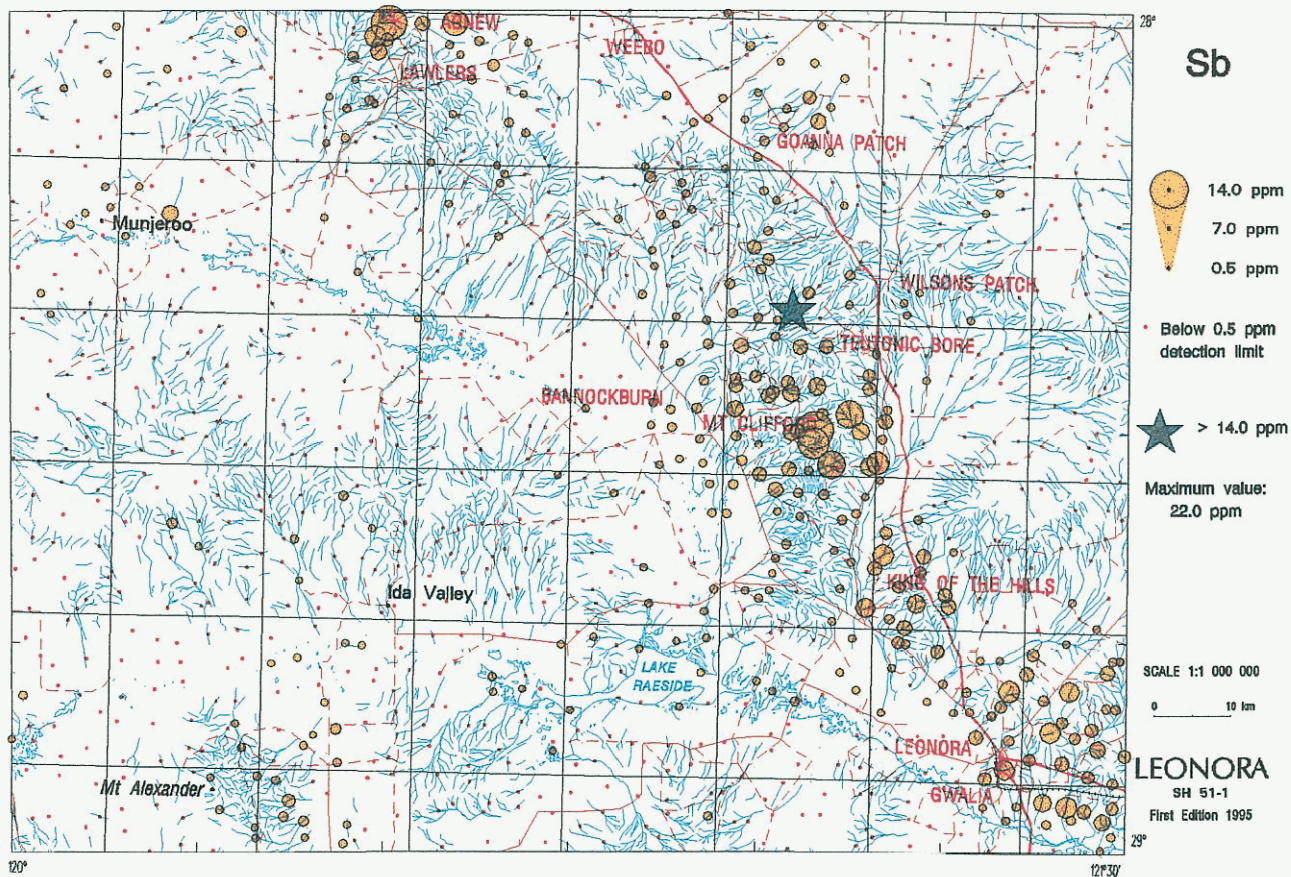 28°
Sb
AGNEW
WEEBO
LAWLERS
GOANNA PATCH
14.0 ppm
7.0 ppm
0.5 ppm
Munjeroo
WILSONS PATCH
TEUTONIC BORE
Below 0.5 ppm
detection limit
BANNOCKBURN
MT CLIFFORD
> 14.0 ppm
Maximum value:
22.0 ppm
KING OF THE HILLS
Ida Valley
LAKE
RAESIDE
SCALE 1:1 000 000
0 10 km
LEONORA
GWALIA
Mt Alexander
LEONORA
SH 51-1
First Edition 1995
29°
120°
121°30'